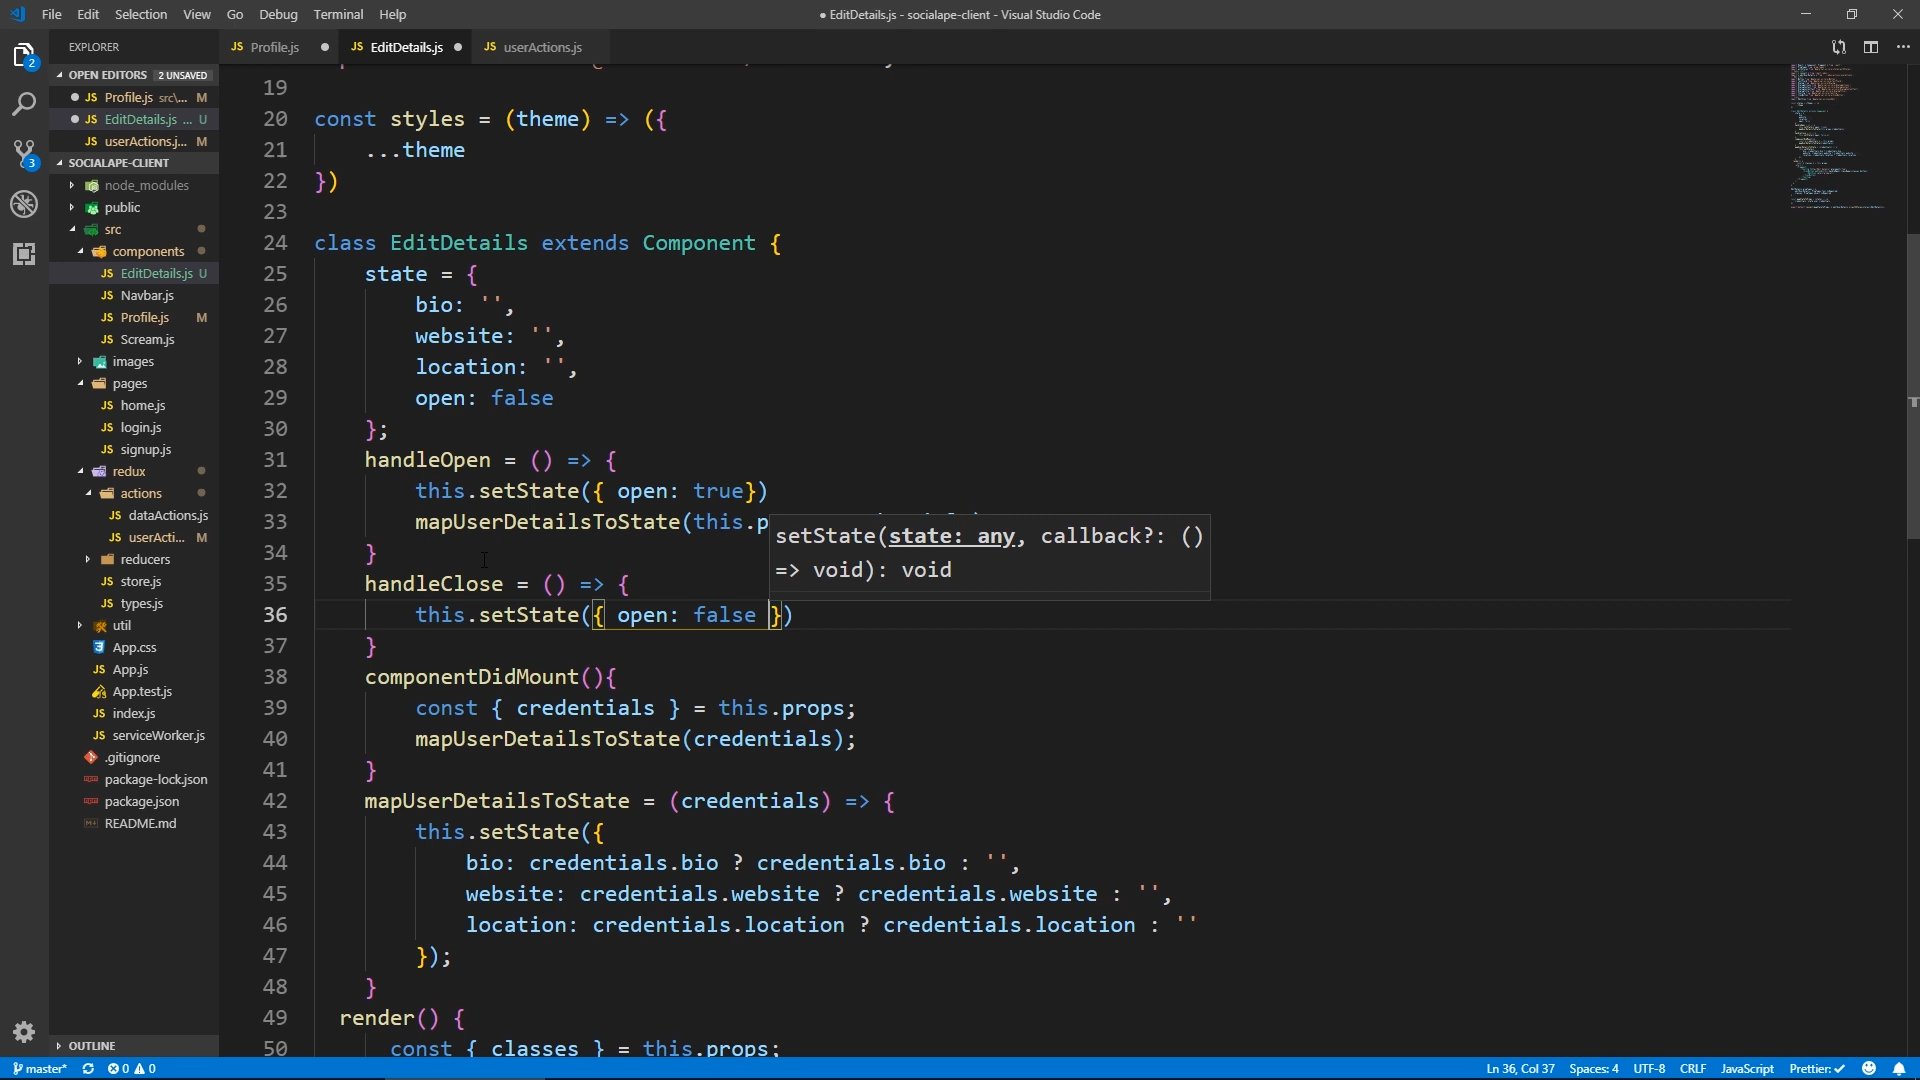 File Edit Selection View Go Debug Terminal Help
● EditDetails.js - socialape-client - Visual Studio Code
EXPLORER
JS Profile.js ●
JS EditDetails.js ●
JS userActions.js
OPEN EDITORS 2 UNSAVED
● JS Profile.js src\... M
● JS EditDetails.js ... U
JS userActions.j... M
SOCIALAPE-CLIENT
node_modules
public
src
components
JS EditDetails.js U
JS Navbar.js
JS Profile.js M
JS Scream.js
images
pages
JS home.js
JS login.js
JS signup.js
redux
actions
JS dataActions.js
JS userActi... M
reducers
JS store.js
JS types.js
util
App.css
JS App.js
App.test.js
JS index.js
JS serviceWorker.js
.gitignore
package-lock.json
package.json
README.md
OUTLINE
2
3
19
20 const styles = (theme) => ({
21 ...theme
22 })
23
24 class EditDetails extends Component {
25 state = {
26 bio: '',
27 website: '',
28 location: '',
29 open: false
30 };
31 handleOpen = () => {
32 this.setState({ open: true})
33 mapUserDetailsToState(this.p
34 }
35 handleClose = () => {
36 this.setState({ open: false })
37 }
38 componentDidMount(){
39 const { credentials } = this.props;
40 mapUserDetailsToState(credentials);
41 }
42 mapUserDetailsToState = (credentials) => {
43 this.setState({
44 bio: credentials.bio ? credentials.bio : '',
45 website: credentials.website ? credentials.website : '',
46 location: credentials.location ? credentials.location : ''
47 });
48 }
49 render() {
50 const { classes } = this.props;
setState(state: any, callback?: ()
=> void): void
master* 0 0 Ln 36, Col 37 Spaces: 4 UTF-8 CRLF JavaScript Prettier: ✓